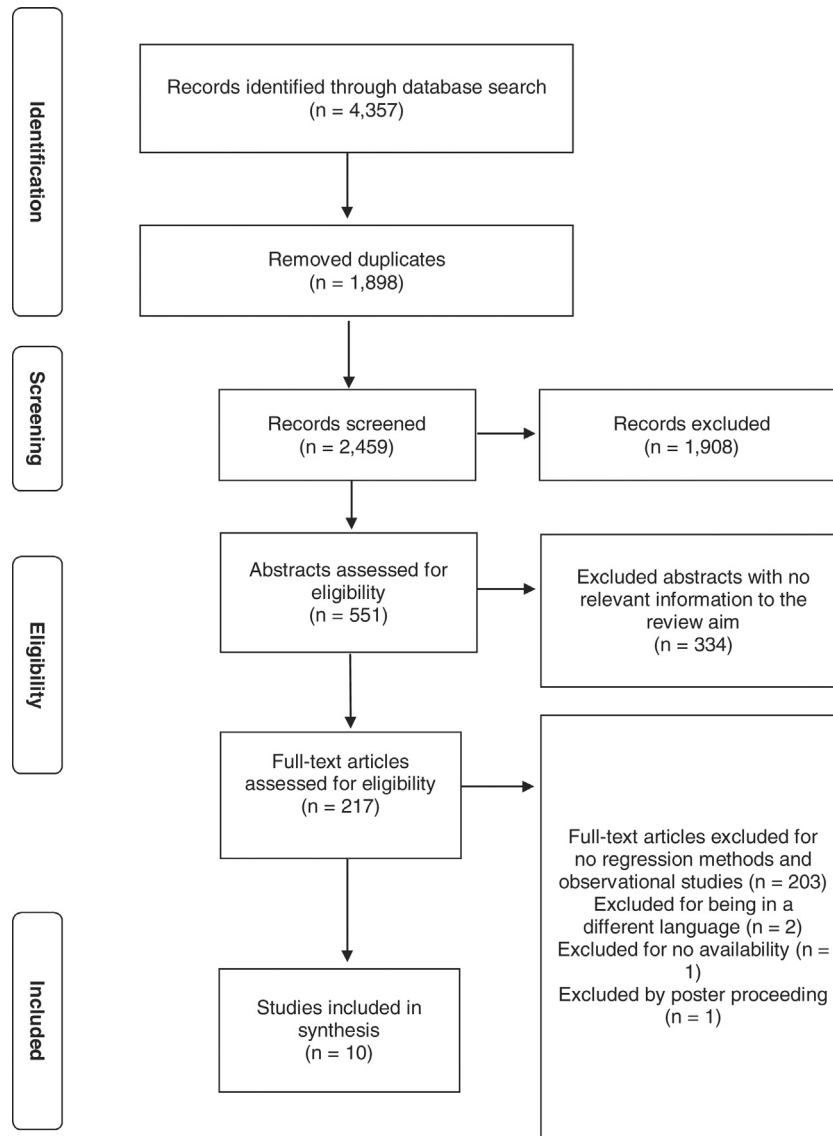 Identification
Records identified through database search
(n = 4,357)
Removed duplicates
(n = 1,898)
Screening
Records screened
(n = 2,459)
Records excluded
(n = 1,908)
Eligibility
Abstracts assessed for
eligibility
(n = 551)
Excluded abstracts with no
relevant information to the
review aim
(n = 334)
Full-text articles
assessed for eligibility
(n = 217)
Full-text articles excluded for
no regression methods and
observational studies (n = 203)
Excluded for being in a
different language (n = 2)
Excluded for no availability (n =
1)
Excluded by poster proceeding
(n = 1)
Included
Studies included in
synthesis
(n = 10)